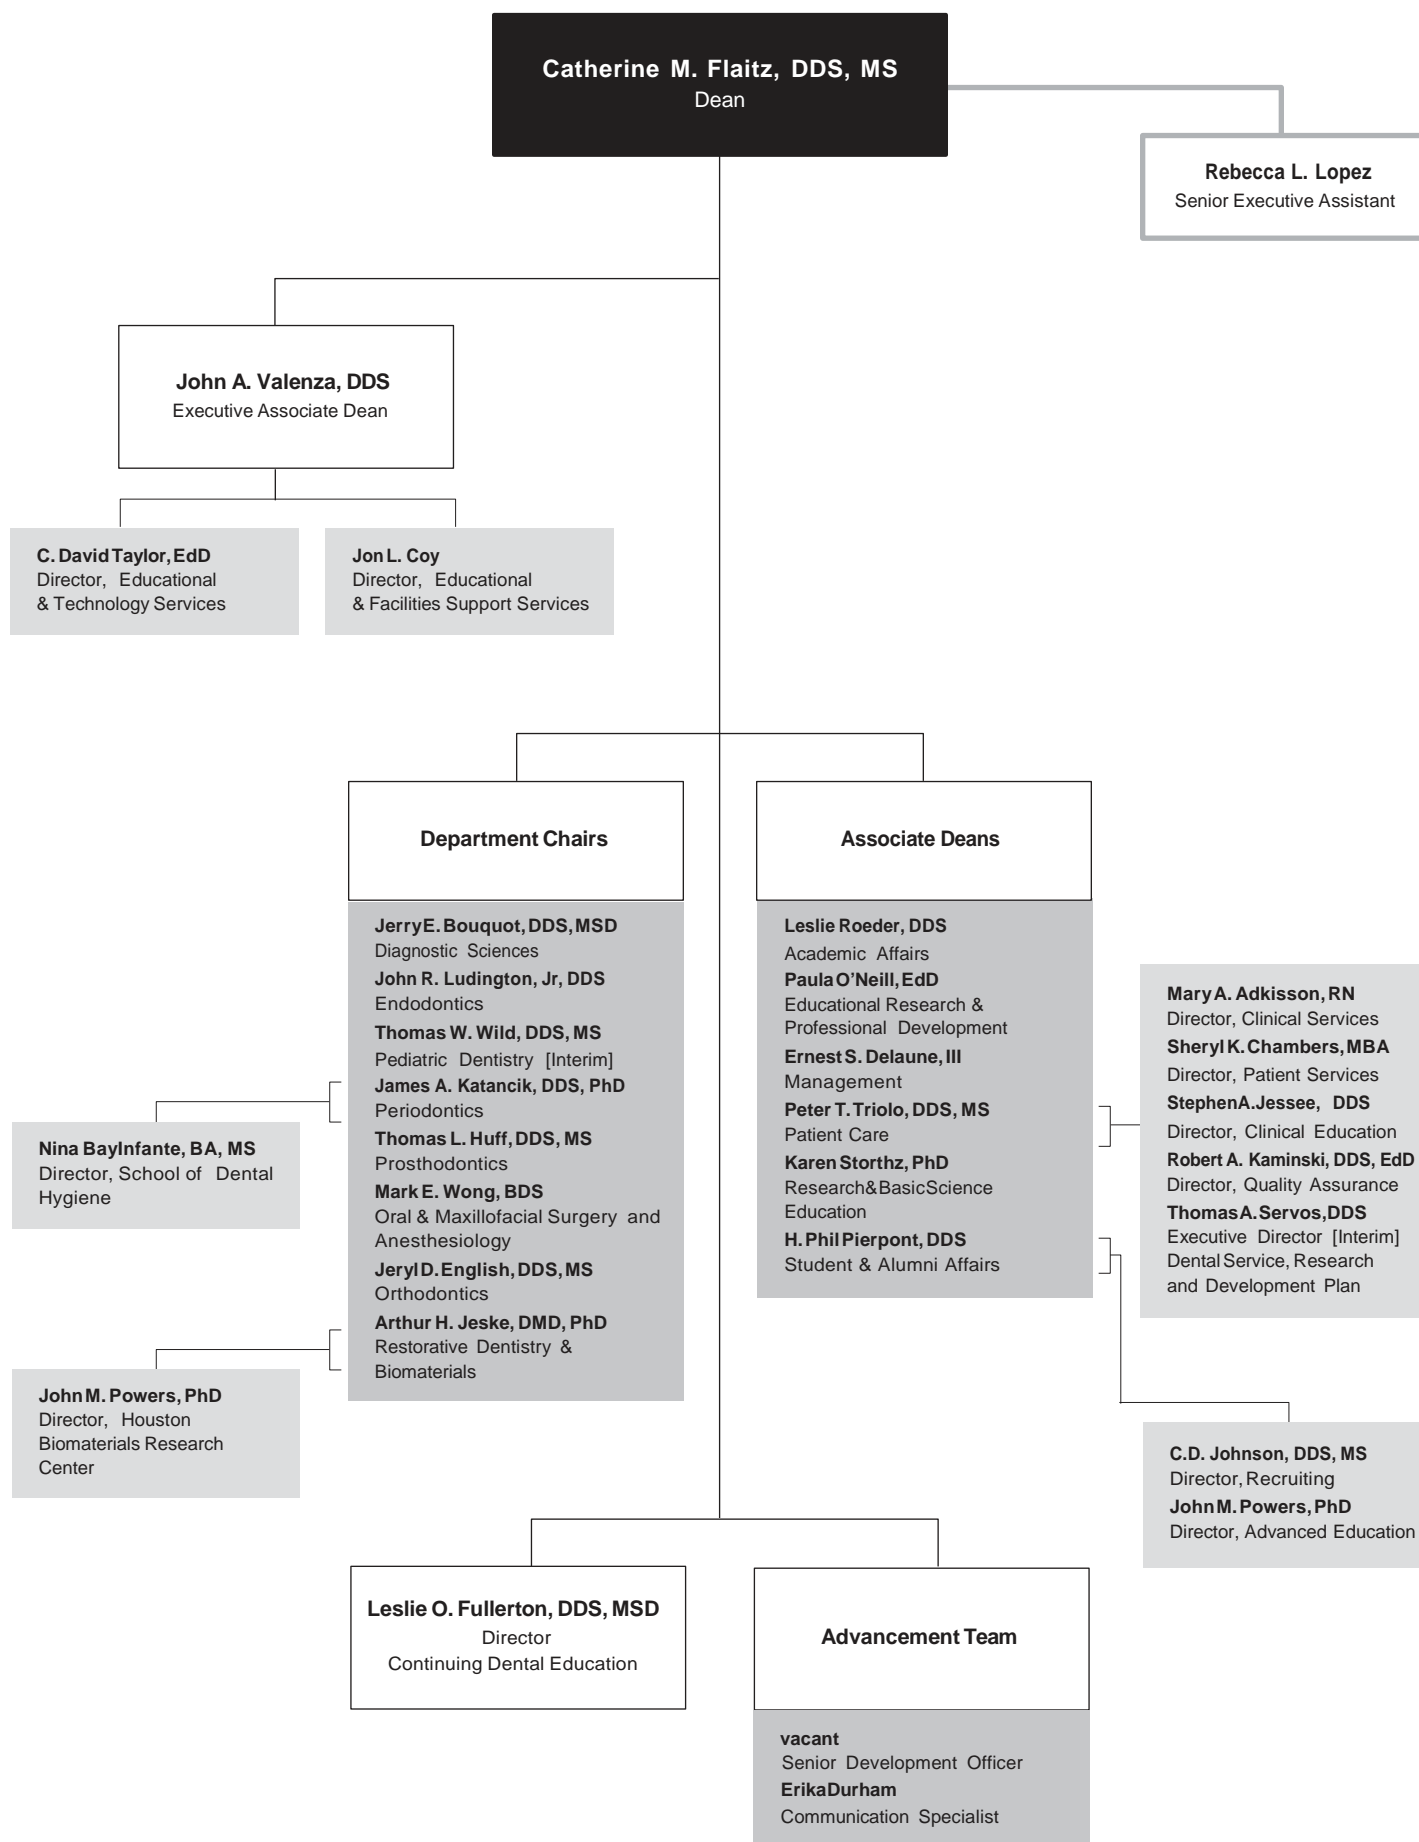 Catherine M. Flaitz, DDS, MS
Dean
Rebecca L. Lopez
Senior Executive Assistant
John A. Valenza, DDS
Executive Associate Dean
C. David Taylor, EdD
Director, Educational
& Technology Services
Jon L. Coy
Director, Educational
& Facilities Support Services
Department Chairs
Jerry E. Bouquot, DDS, MSD
Diagnostic Sciences
John R. Ludington, Jr, DDS
Endodontics
Thomas W. Wild, DDS, MS
Pediatric Dentistry [Interim]
James A. Katancik, DDS, PhD
Periodontics
Thomas L. Huff, DDS, MS
Prosthodontics
Mark E. Wong, BDS
Oral & Maxillofacial Surgery and
Anesthesiology
Jeryl D. English, DDS, MS
Orthodontics
Arthur H. Jeske, DMD, PhD
Restorative Dentistry &
Biomaterials
Nina BayInfante, BA, MS
Director, School of Dental
Hygiene
John M. Powers, PhD
Director, Houston
Biomaterials Research
Center
Associate Deans
Leslie Roeder, DDS
Academic Affairs
Paula O’Neill, EdD
Educational Research &
Professional Development
Ernest S. Delaune, III
Management
Peter T. Triolo, DDS, MS
Patient Care
Karen Storthz, PhD
Research&BasicScience
Education
H. Phil Pierpont, DDS
Student & Alumni Affairs
Mary A. Adkisson, RN
Director, Clinical Services
Sheryl K. Chambers, MBA
Director, Patient Services
StephenA.Jessee, DDS
Director, Clinical Education
Robert A. Kaminski, DDS, EdD
Director, Quality Assurance
ThomasA.Servos,DDS
Executive Director [Interim]
Dental Service, Research
and Development Plan
C.D. Johnson, DDS, MS
Director, Recruiting
John M. Powers, PhD
Director, Advanced Education
Leslie O. Fullerton, DDS, MSD
Director
Continuing Dental Education
Advancement Team
vacant
Senior Development Officer
ErikaDurham
Communication Specialist